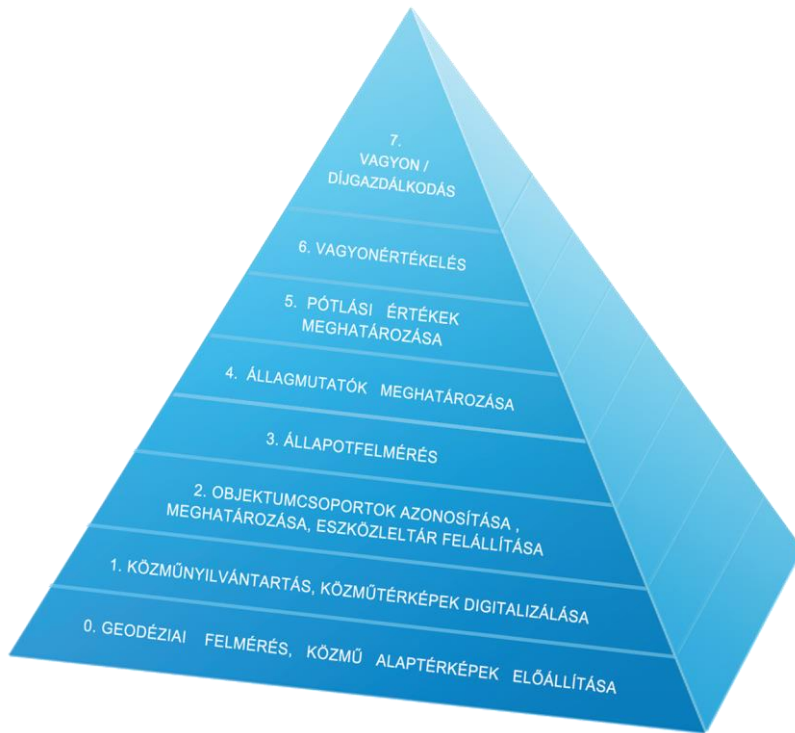 7.
VAGYON /
DÍJGAZDÁLKODÁS
6. VAGYONÉRTÉKELÉS
5. PÓTLÁSI ÉRTÉKEK
MEGHATÁROZÁSA
4. ÁLLAGMUTATÓK MEGHATÁROZÁSA
3. ÁLLAPOTFELMÉRÉS
2. OBJEKTUMCSOPORTOK AZONOSÍTÁSA ,
MEGHATÁROZÁSA, ESZKÖZLELTÁR FELÁLLÍTÁSA
1. KÖZMŰNYILVÁNTARTÁS, KÖZMŰTÉRKÉPEK DIGITALIZÁLÁSA
0. GEODÉZIAI FELMÉRÉS, KÖZMŰ ALAPTÉRKÉPEK ELŐÁLLÍTÁSA